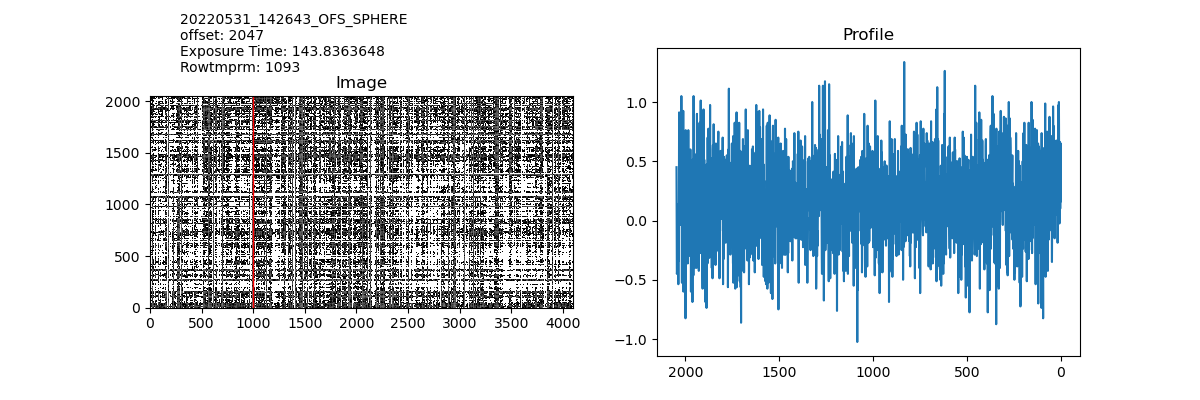 20220531_142643_OFS_SPHERE
offset: 2047
Exposure Time: 143.8363648
Rowtmprm: 1093
Image
2000
1500
1000
500
0
0 500 1000 1500 2000 2500 3000 3500 4000
Profile
1.0
0.5
0.0
−0.5
−1.0
2000 1500 1000 500 0